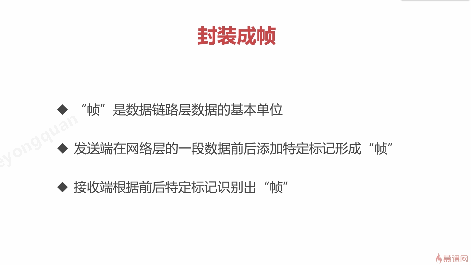 封装成帧
◆ “帧”是数据链路层数据的基本单位
◆ 发送端在网络层的一段数据前后添加特定标记形成“帧”
◆ 接收端根据前后特定标记识别出“帧”
eyongquan
慕课网